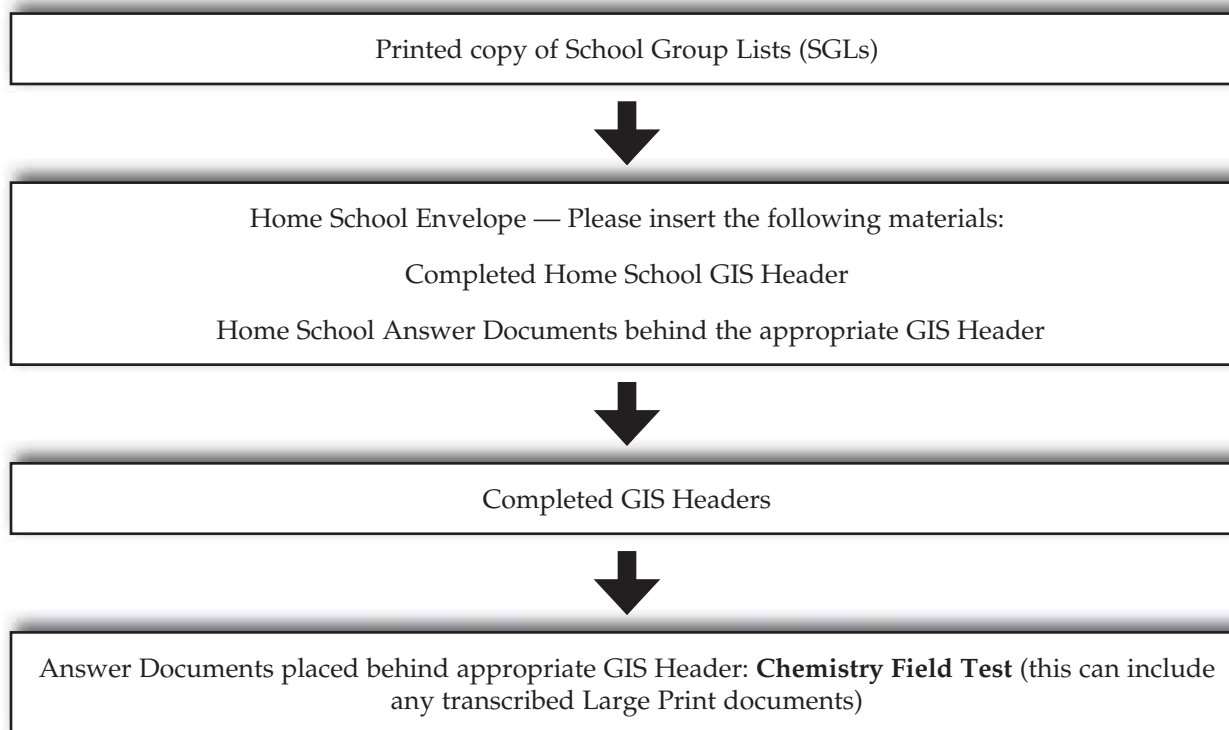 Printed copy of School Group Lists (SGLs)
Home School Envelope — Please insert the following materials:
Completed Home School GIS Header
Home School Answer Documents behind the appropriate GIS Header
Completed GIS Headers
Answer Documents placed behind appropriate GIS Header: Chemistry Field Test (this can include
any transcribed Large Print documents)